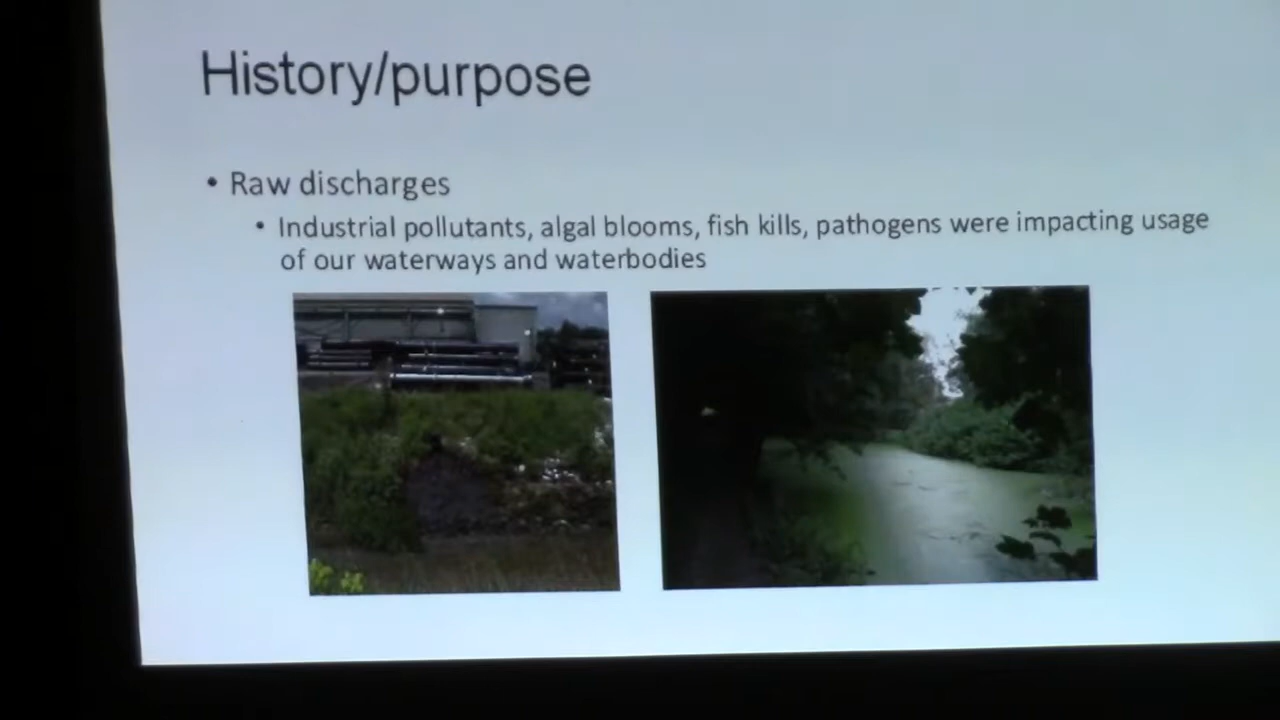 History/purpose
• Raw discharges
• Industrial pollutants, algal blooms, fish kills, pathogens were impacting usage
of our waterways and waterbodies